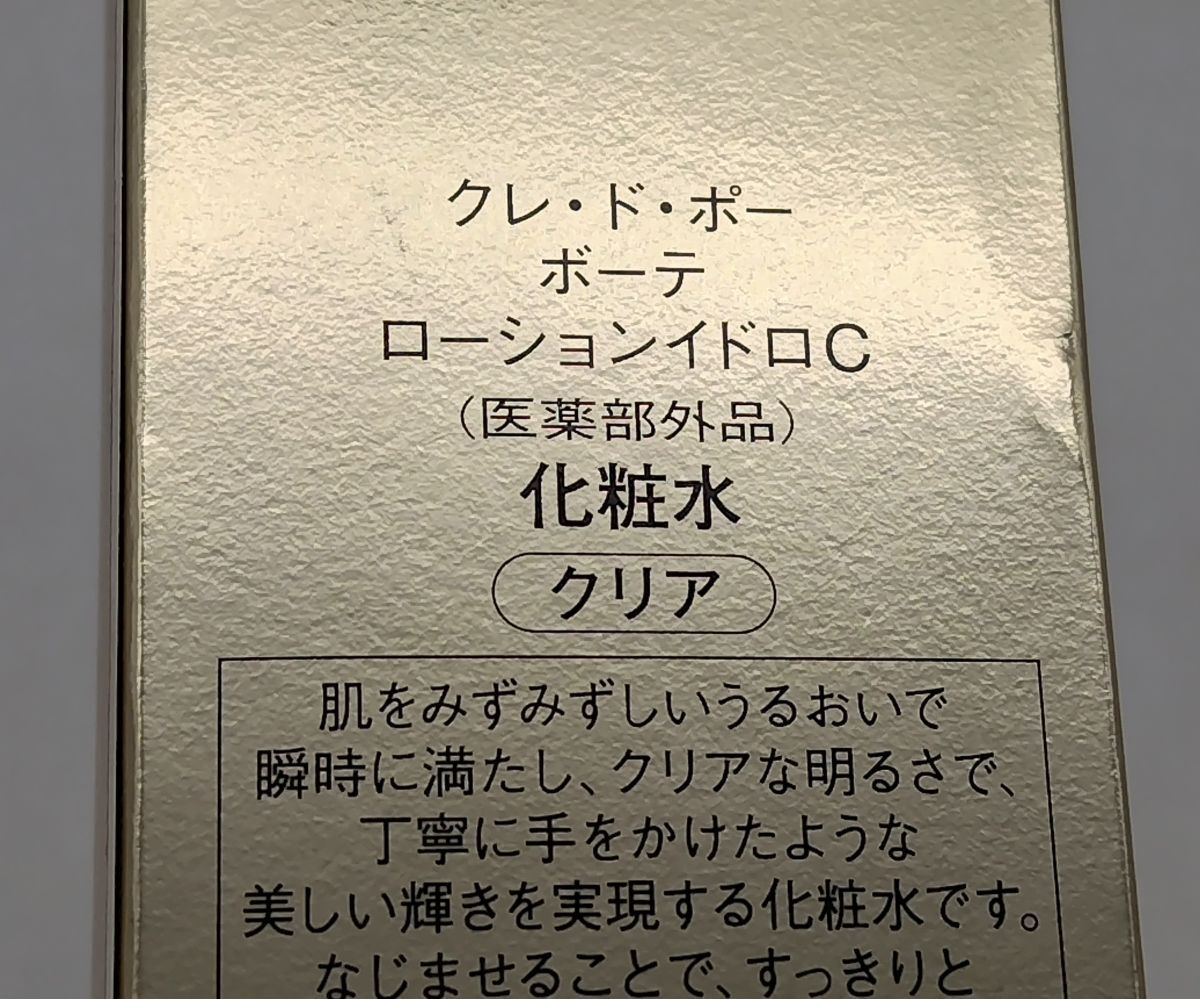 クレ・ド・ポー
ボーテ
ローションイドロC
（医薬部外品）
化粧水
クリア
肌をみずみずしいうるおいで
瞬時に満たし、クリアな明るさで、
丁寧に手をかけたような
美しい輝きを実現する化粧水です。
なじませることで、すっきりと